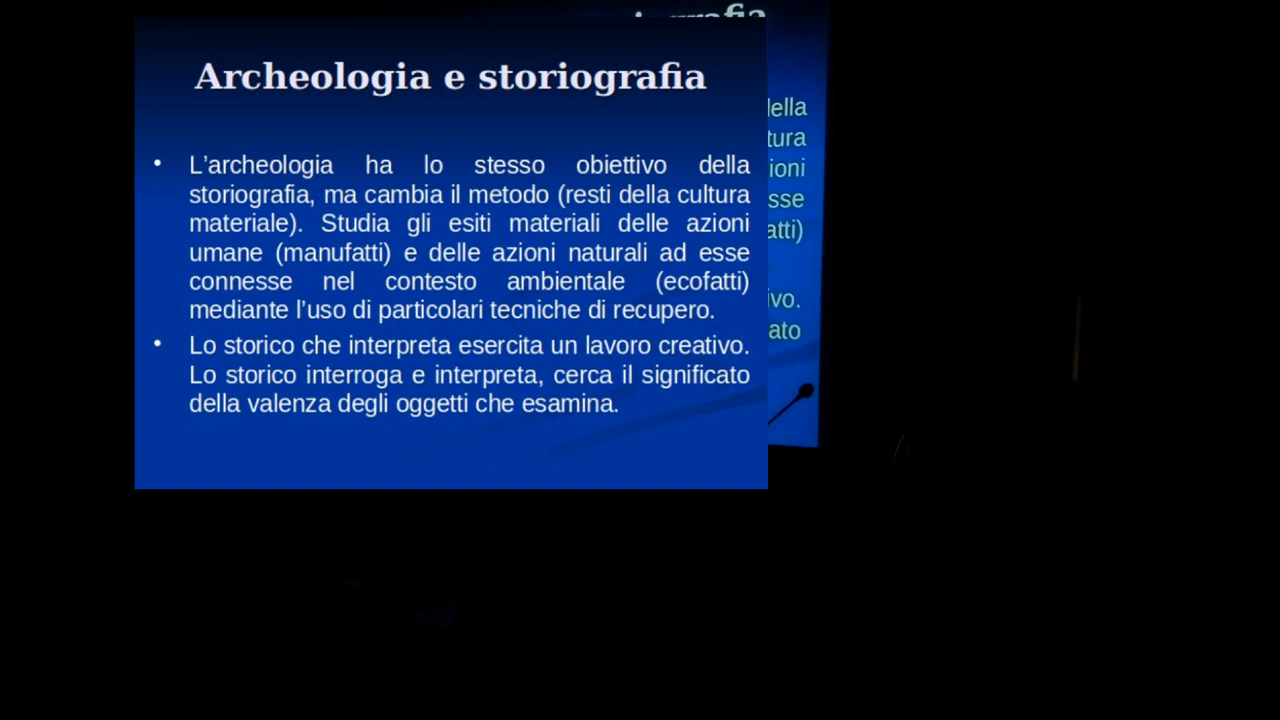 Archeologia e storiografia
• L’archeologia ha lo stesso obiettivo della
storiografia, ma cambia il metodo (resti della cultura
materiale). Studia gli esiti materiali delle azioni
umane (manufatti) e delle azioni naturali ad esse
connesse nel contesto ambientale (ecofatti)
mediante l’uso di particolari tecniche di recupero.
• Lo storico che interpreta esercita un lavoro creativo.
Lo storico interroga e interpreta, cerca il significato
della valenza degli oggetti che esamina.